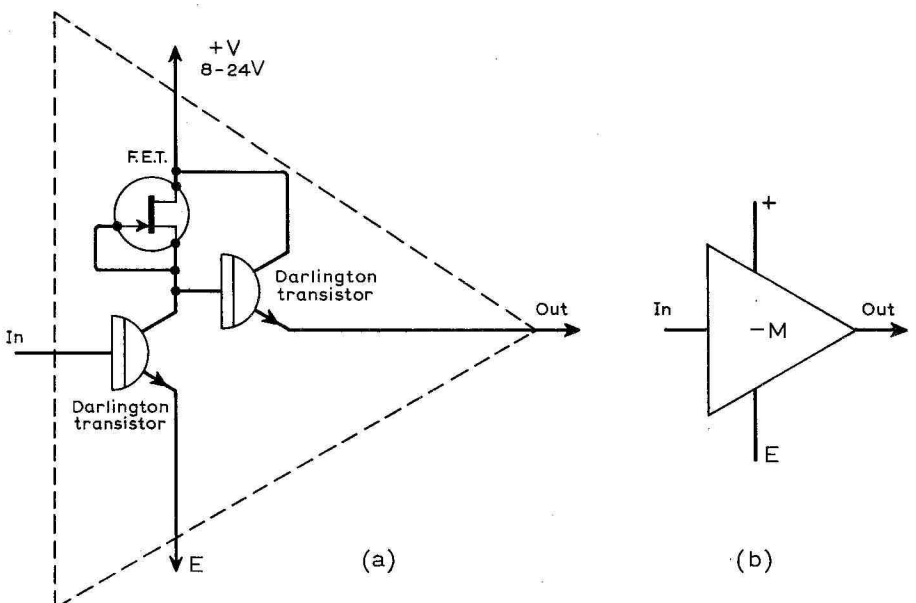 +V
8-24V
F.E.T.
Darlington
transistor
In
Out
Darlington
transistor
E
(a)
+
In
-M
Out
E
(b)